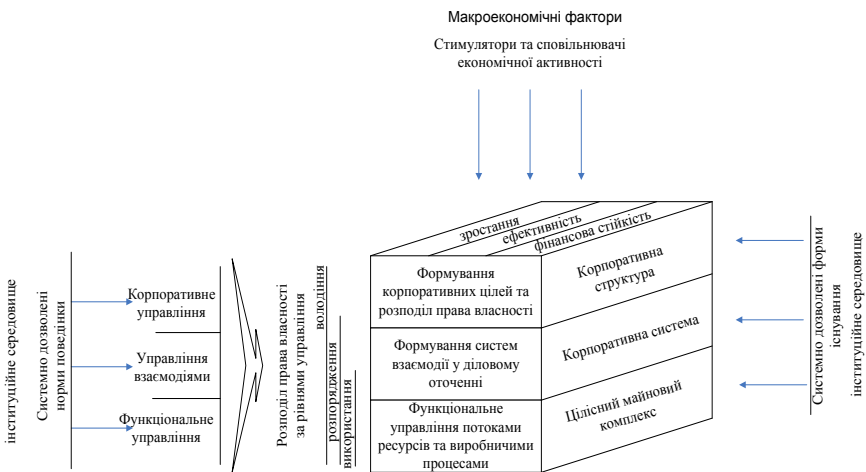 Макроекономічні фактори
Стимулятори та сповільнювачі
економічної активності
інституційне середовище
Системно дозволені
норми поведінки
Корпоративне
управління
Управління
взаємодіями
Функціональне
управління
Розподіл права власності
за рівнями управління
володіння
розпорядження
використання
зростання
ефективність
фінансова стійкість
Формування
корпоративних цілей та
розподіл права власності
Формування систем
взаємодії у діловому
оточенні
Функціональне
управління потоками
ресурсів та виробничими
процесами
Корпоративна
структура
Корпоративна система
Цілісний майновий
комплекс
Системно дозволені форми
існування
інституційне середовище